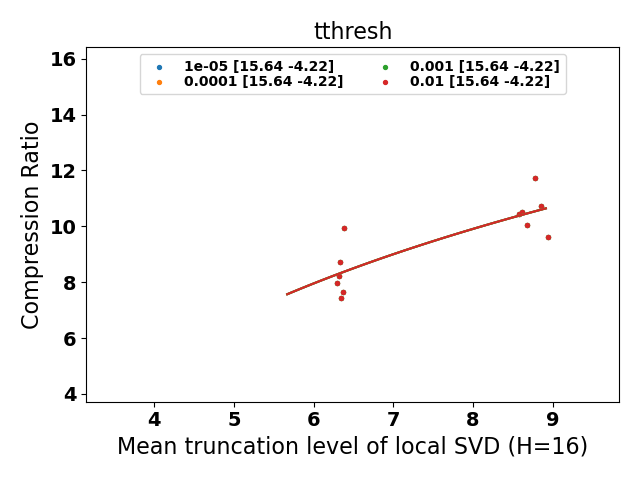 tthresh
1e-05 [15.64 -4.22]
0.0001 [15.64 -4.22]
0.001 [15.64 -4.22]
0.01 [15.64 -4.22]
Compression Ratio
16
14
12
10
8
6
4
4 5 6 7 8 9
Mean truncation level of local SVD (H=16)